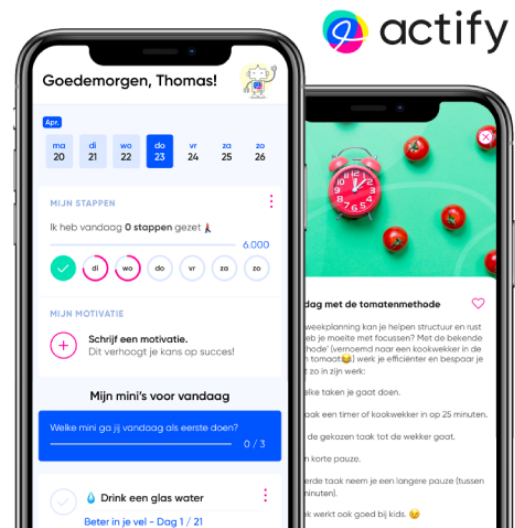 actify
Goedemorgen, Thomas!
Apr.
ma di wo do vr za zo
20 21 22 23 24 25 26
MIJN STAPPEN
Ik heb vandaag 0 stappen gezet
6.000
di wo do vr za zo
MIJN MOTIVATIE
Schrijf een motivatie.
Dit verhoogt je kans op succes!
Mijn mini's voor vandaag
Welke mini ga jij vandaag als eerste doen?
0 / 3
💧 Drink een glas water
Beter in je vel - Dag 1 / 21
dag met de tomatenmethode
weekplanning kan je helpen structuur en rust
eb je moeite met focussen? Met de bekende
hode' (vernoemd naar een kookwekker in de
n tomaat😂) werk je efficiënter en bespaar je
t zo in zijn werk:
elke taken je gaat doen.
aak een timer of kookwekker in op 25 minuten.
de gekozen taak tot de wekker gaat.
n korte pauze.
erde taak neem je een langere pauze (tussen
minuten).
ek werkt ook goed bij kids. 😉